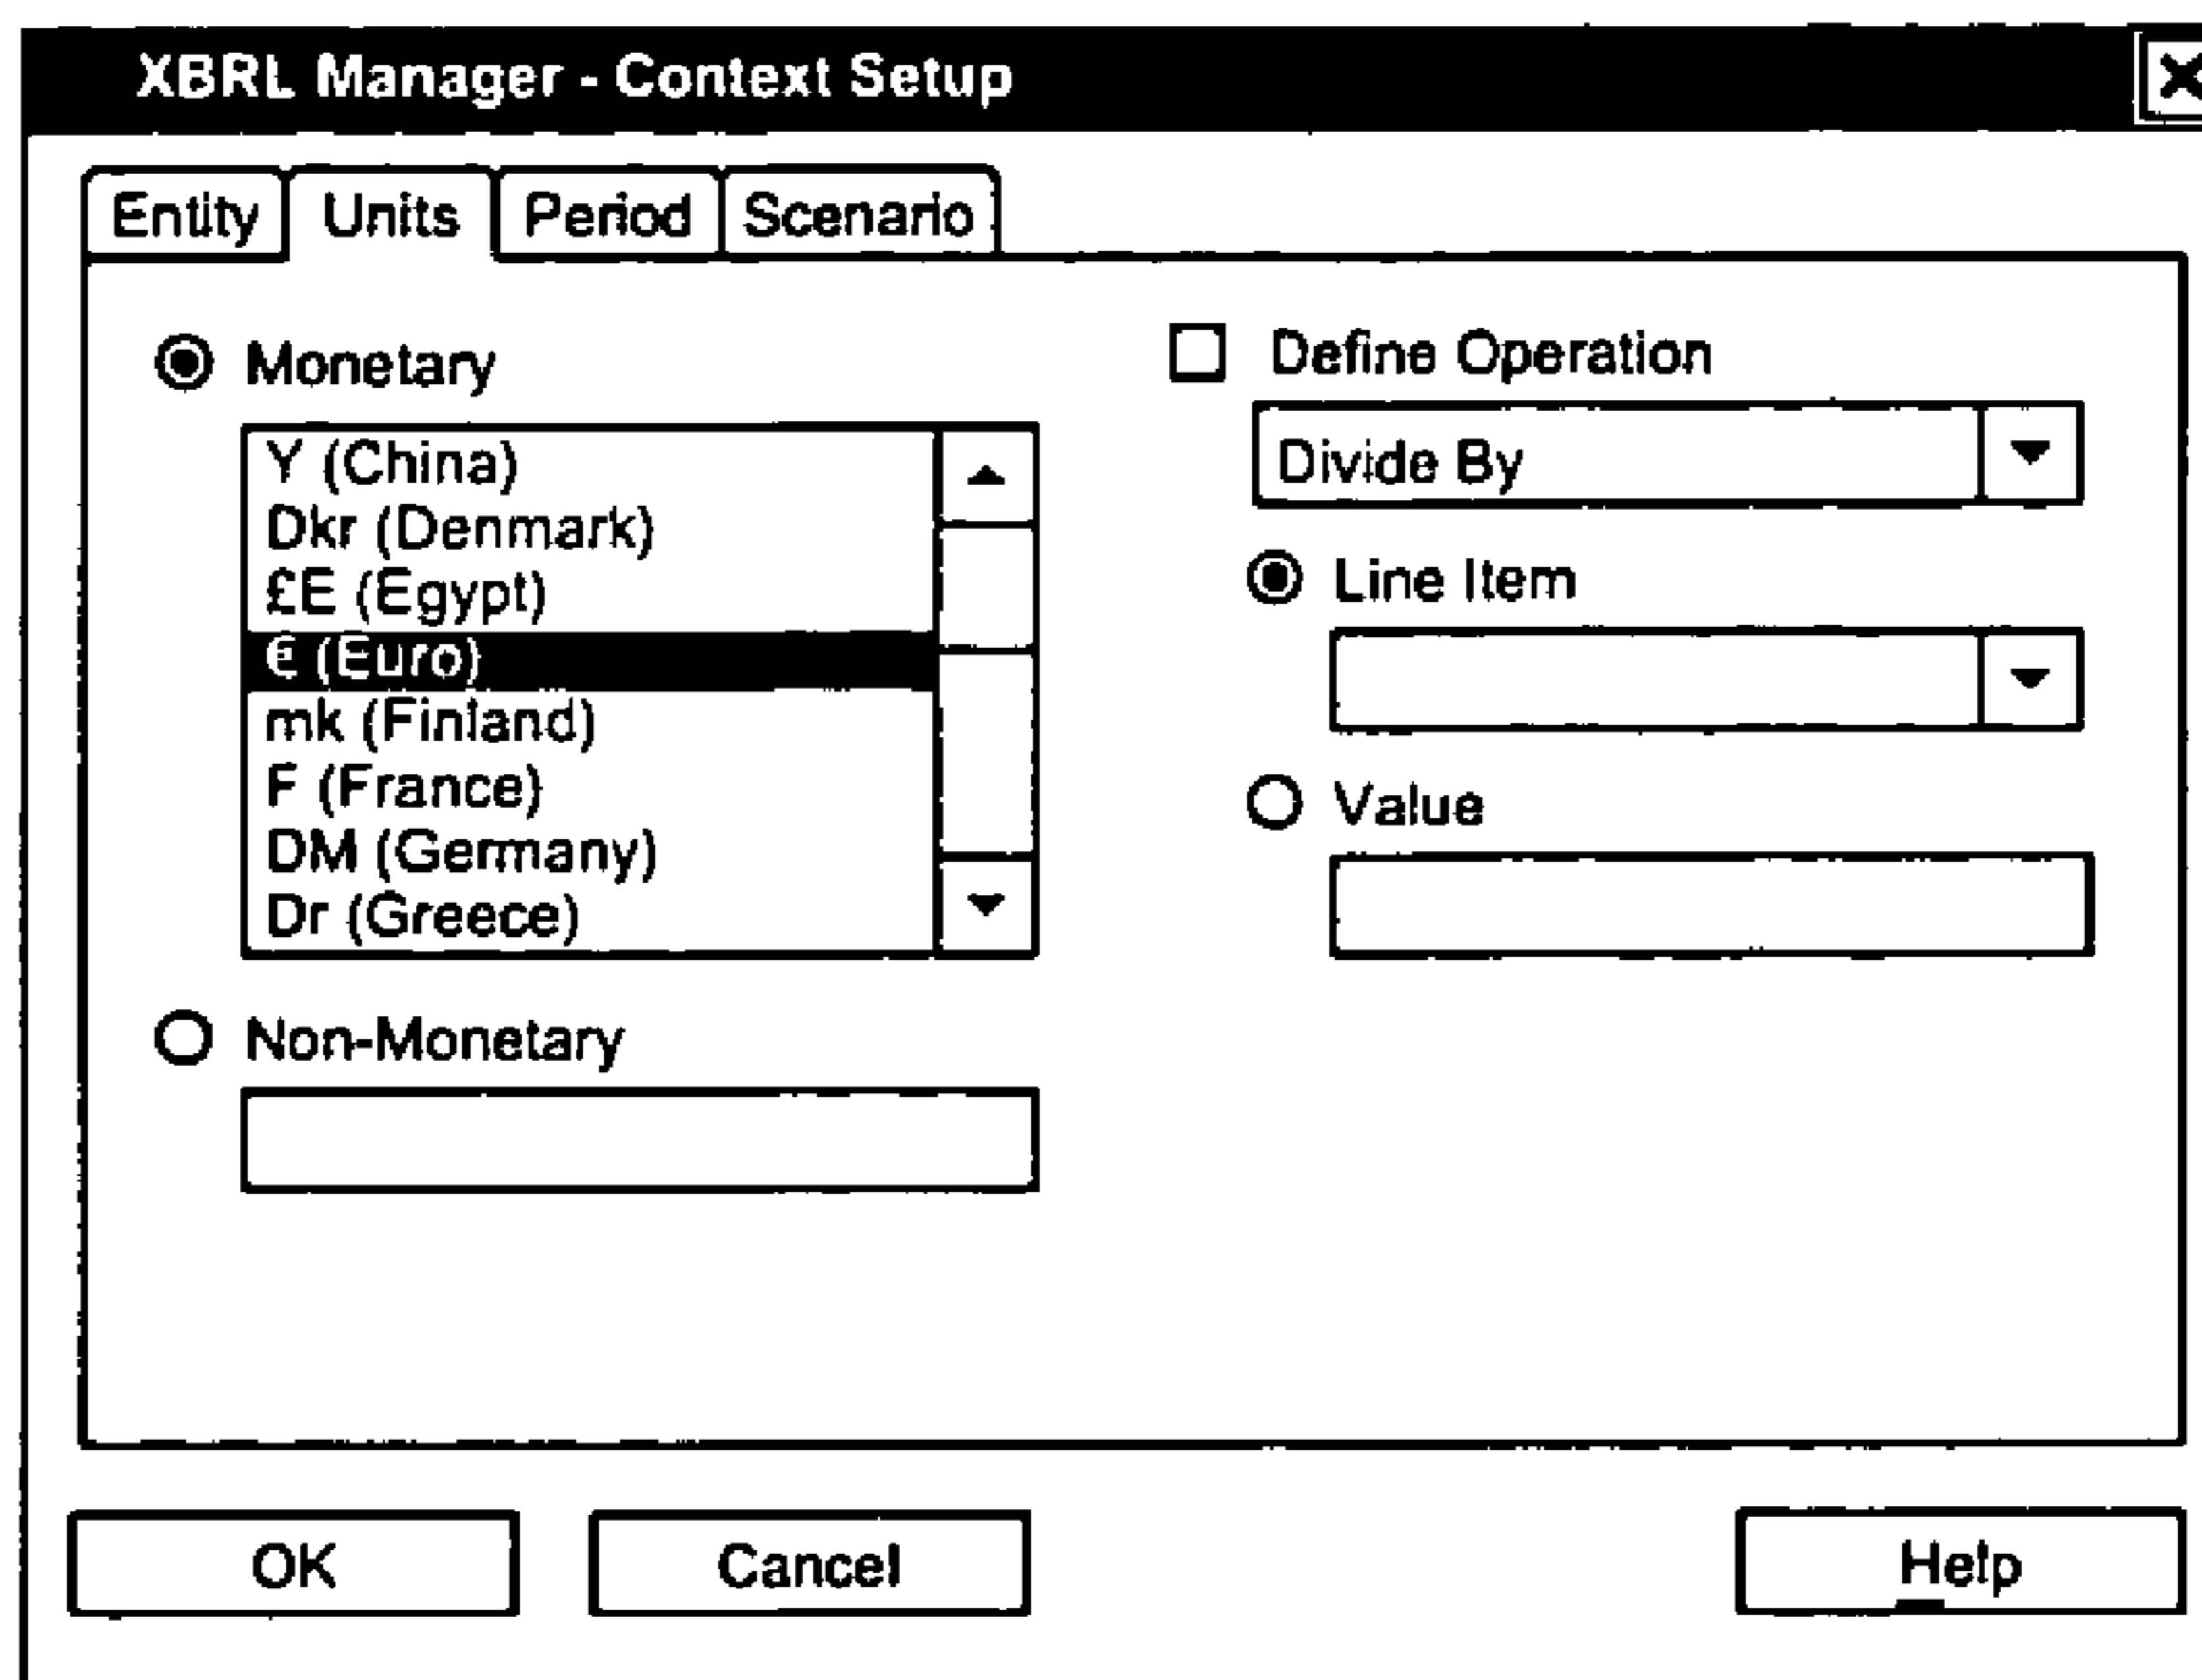 XBRL Manager - Context Setup
Entity Units Period Scenario
Monetary
Y (China)
Dkr (Denmark)
£E (Egypt)
€ (Euro)
mk (Finland)
F (France)
DM (Germany)
Dr (Greece)
Non-Monetary
Define Operation
Divide By
Line Item
Value
OK Cancel Help